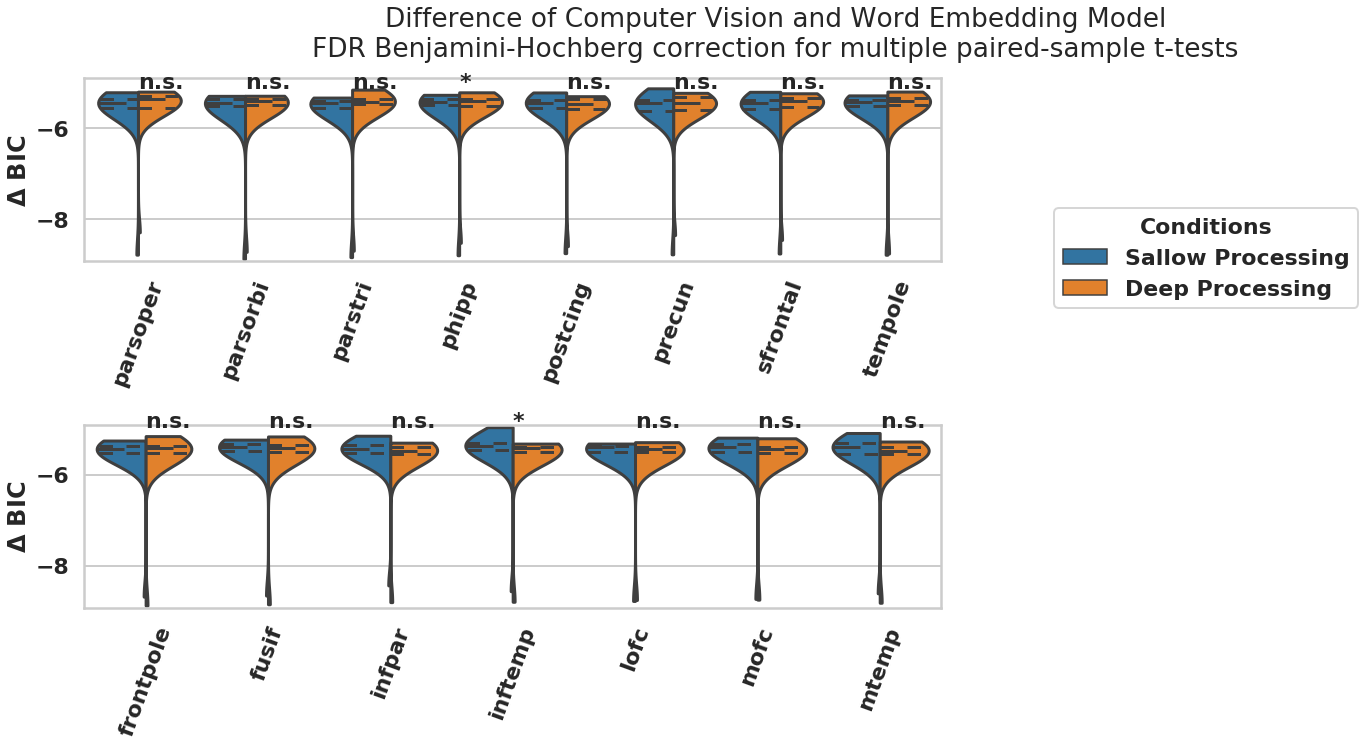 Difference of Computer Vision and Word Embedding Model
FDR Benjamini-Hochberg correction for multiple paired-sample t-tests
n.s. n.s. n.s. * n.s. n.s. n.s. n.s.
Δ BIC
−6
−8
parsoper parsorbi parstri phipp postcing precun sfrontal tempole
Conditions
Sallow Processing
Deep Processing
n.s. n.s. n.s. * n.s. n.s. n.s.
Δ BIC
−6
−8
frontpole fusif infpar inftemp lofc mofc mtemp